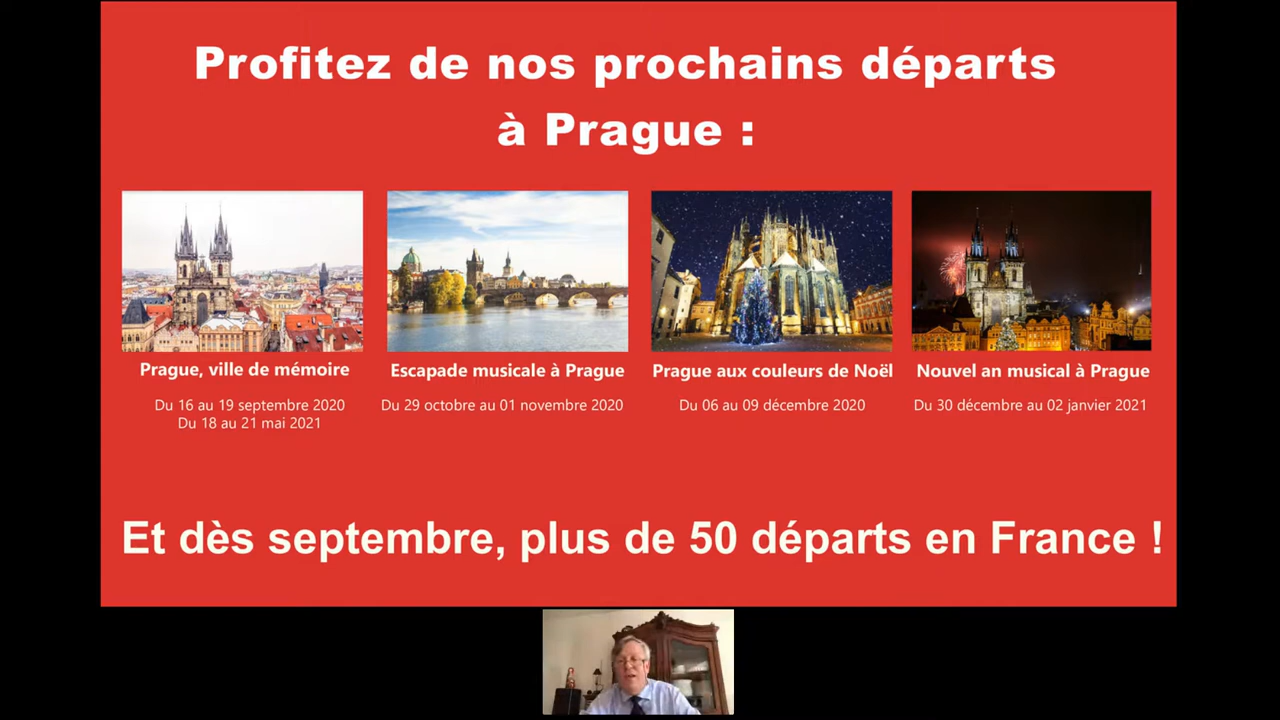 Profitez de nos prochains départs
à Prague :
Prague, ville de mémoire
Du 16 au 19 septembre 2020
Du 18 au 21 mai 2021
Escapade musicale à Prague
Du 29 octobre au 01 novembre 2020
Prague aux couleurs de Noël
Du 06 au 09 décembre 2020
Nouvel an musical à Prague
Du 30 décembre au 02 janvier 2021
Et dès septembre, plus de 50 départs en France !